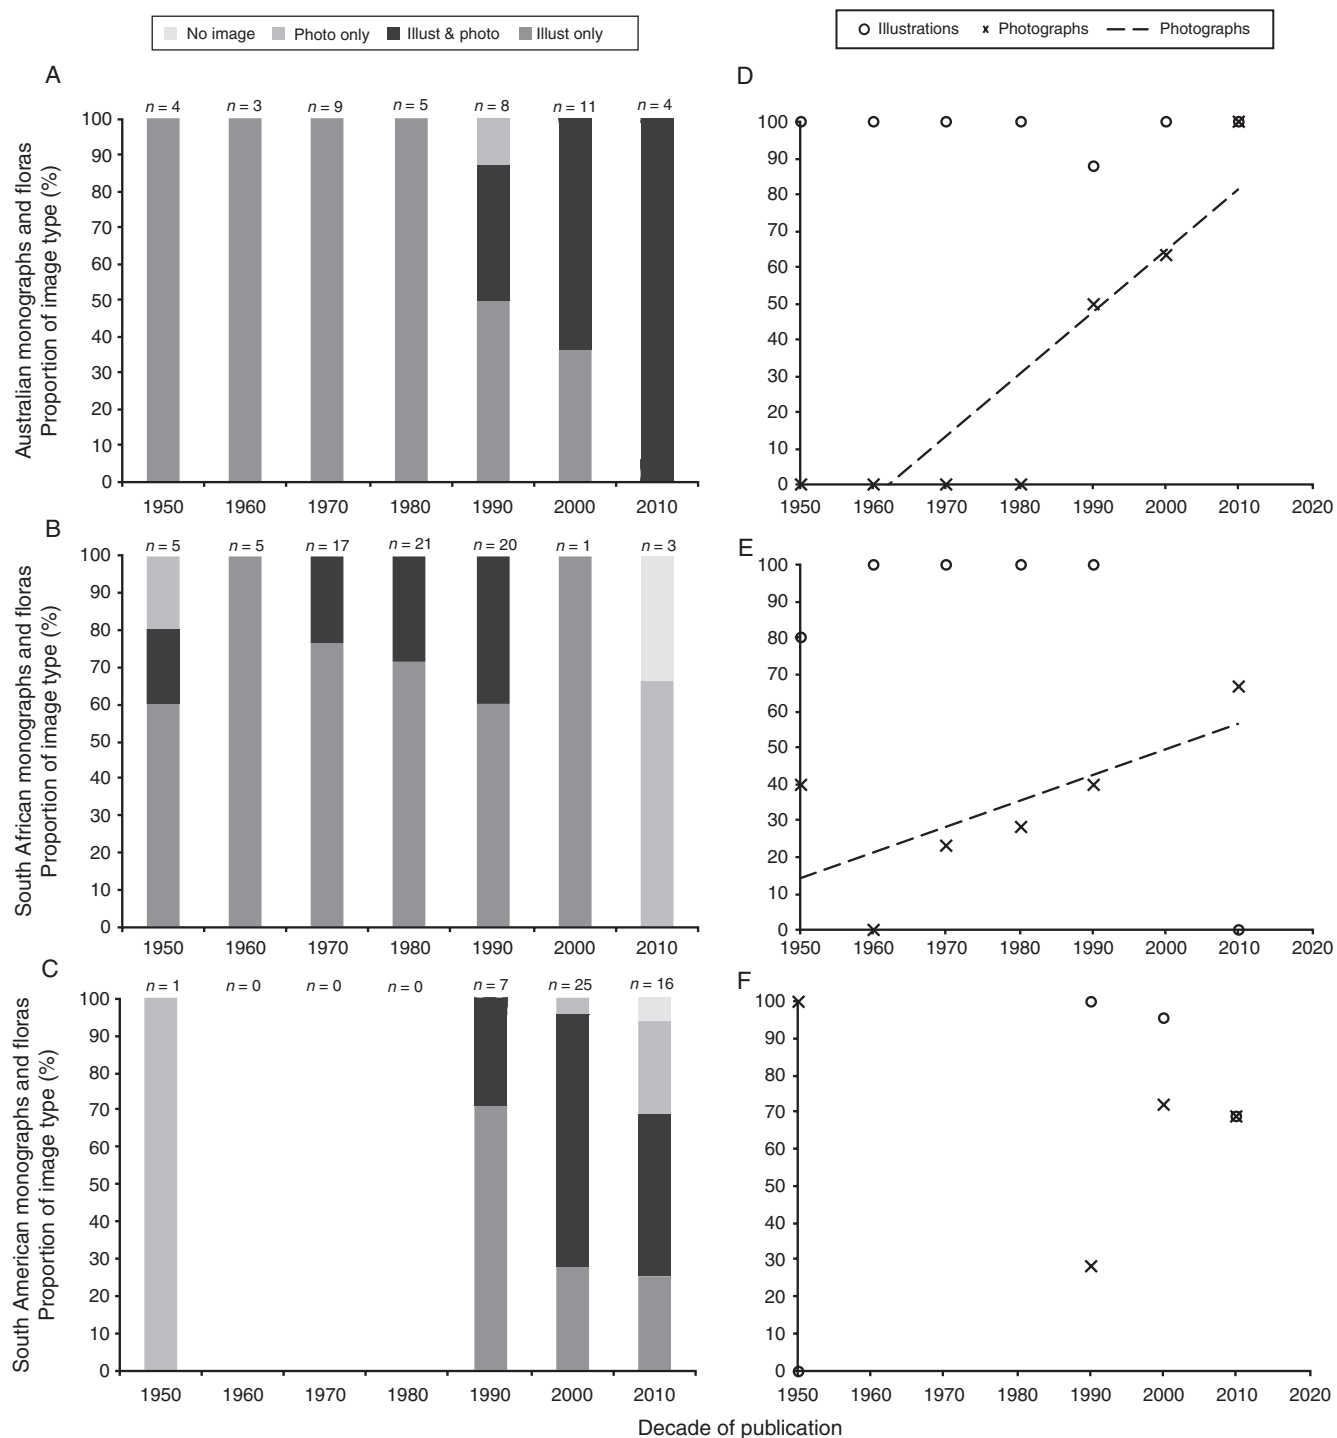 No image Photo only Illust & photo Illust only
Illustrations Photographs Photographs
A
n = 4 n = 3 n = 9 n = 5 n = 8 n = 11 n = 4
Australian monographs and floras
Proportion of image type (%)
100
90
80
70
60
50
40
30
20
10
0
1950 1960 1970 1980 1990 2000 2010
D
100
90
80
70
60
50
40
30
20
10
0
1950 1960 1970 1980 1990 2000 2010 2020
B
n = 5 n = 5 n = 17 n = 21 n = 20 n = 1 n = 3
South African monographs and floras
Proportion of image type (%)
100
90
80
70
60
50
40
30
20
10
0
1950 1960 1970 1980 1990 2000 2010
E
100
90
80
70
60
50
40
30
20
10
0
1950 1960 1970 1980 1990 2000 2010 2020
C
n = 1 n = 0 n = 0 n = 0 n = 7 n = 25 n = 16
South American monographs and floras
Proportion of image type (%)
100
90
80
70
60
50
40
30
20
10
0
1950 1960 1970 1980 1990 2000 2010
F
100
90
80
70
60
50
40
30
20
10
0
1950 1960 1970 1980 1990 2000 2010 2020
Decade of publication